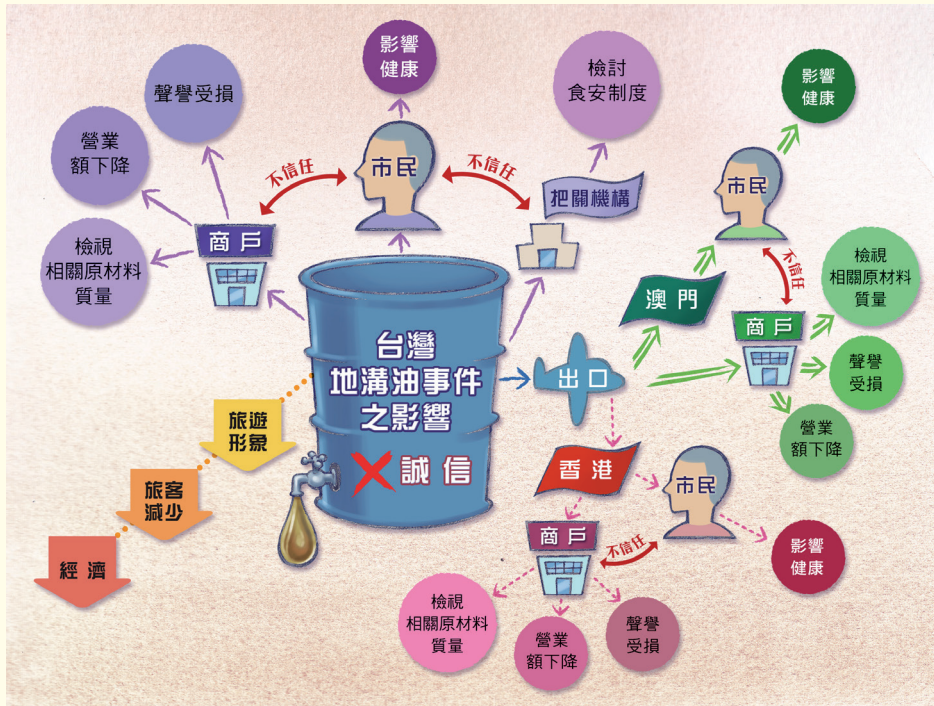 影響
健康
檢討
食安制度
聲譽受損
營業
額下降
檢視
相關原材料
質量
不信任
市民
不信任
商戶
把關機構
影響
健康
市民
不信任
澳門
商戶
檢視
相關原材料
質量
聲譽
受損
營業
額下降
台灣
地溝油事件
之影響
誠信
出口
旅遊
形象
旅客
減少
經濟
香港
市民
商戶
不信任
影響
健康
檢視
相關原材料
質量
營業
額下降
聲譽
受損